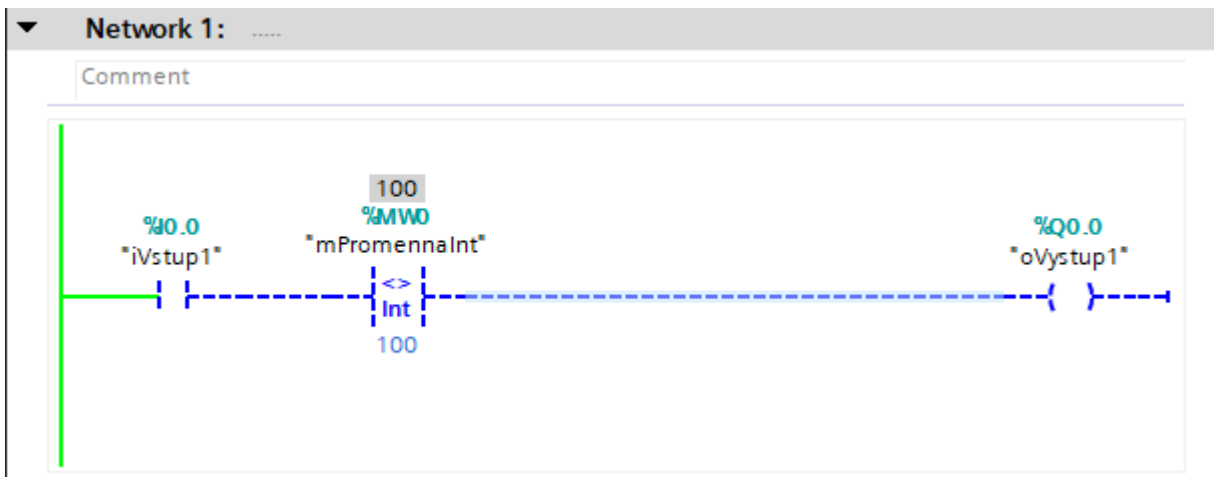 Network 1: .....
Comment
100
%I0.0
%MW0
%Q0.0
"iVstup1"
"mPromennaInt"
"oVystup1"
<>
Int
100